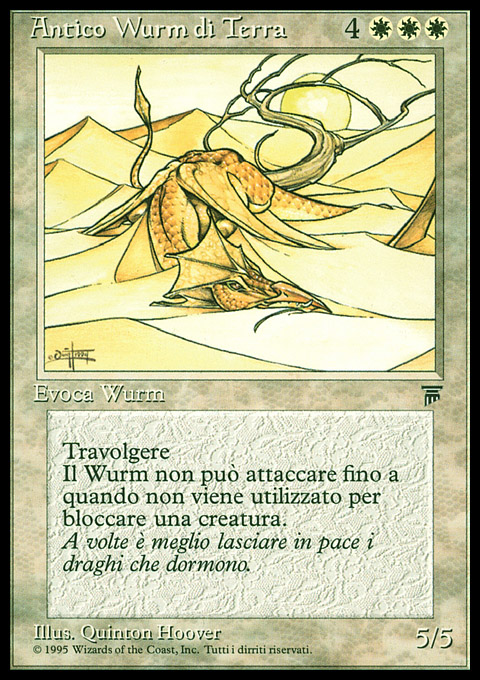 Antico Wurm di Terra 4
Evoca Wurm
Travolgere
Il Wurm non può attaccare fino a
quando non viene utilizzato per
bloccare una creatura.
A volte è meglio lasciare in pace i
draghi che dormono.
Illus. Quinton Hoover
5/5
© 1995 Wizards of the Coast, Inc. Tutti i dirriti riservati.